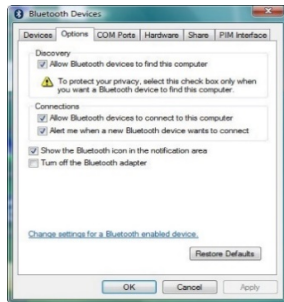 Bluetooth Devices
Devices Options COM Ports Hardware Share PIM Interface
Discovery
Allow Bluetooth devices to find this computer
To protect your privacy, select this check box only when
you want a Bluetooth device to find this computer.
Connections
Allow Bluetooth devices to connect to this computer
Alert me when a new Bluetooth device wants to connect
Show the Bluetooth icon in the notification area
Turn off the Bluetooth adapter
Change settings for a Bluetooth enabled device.
Restore Defaults
OK Cancel Apply